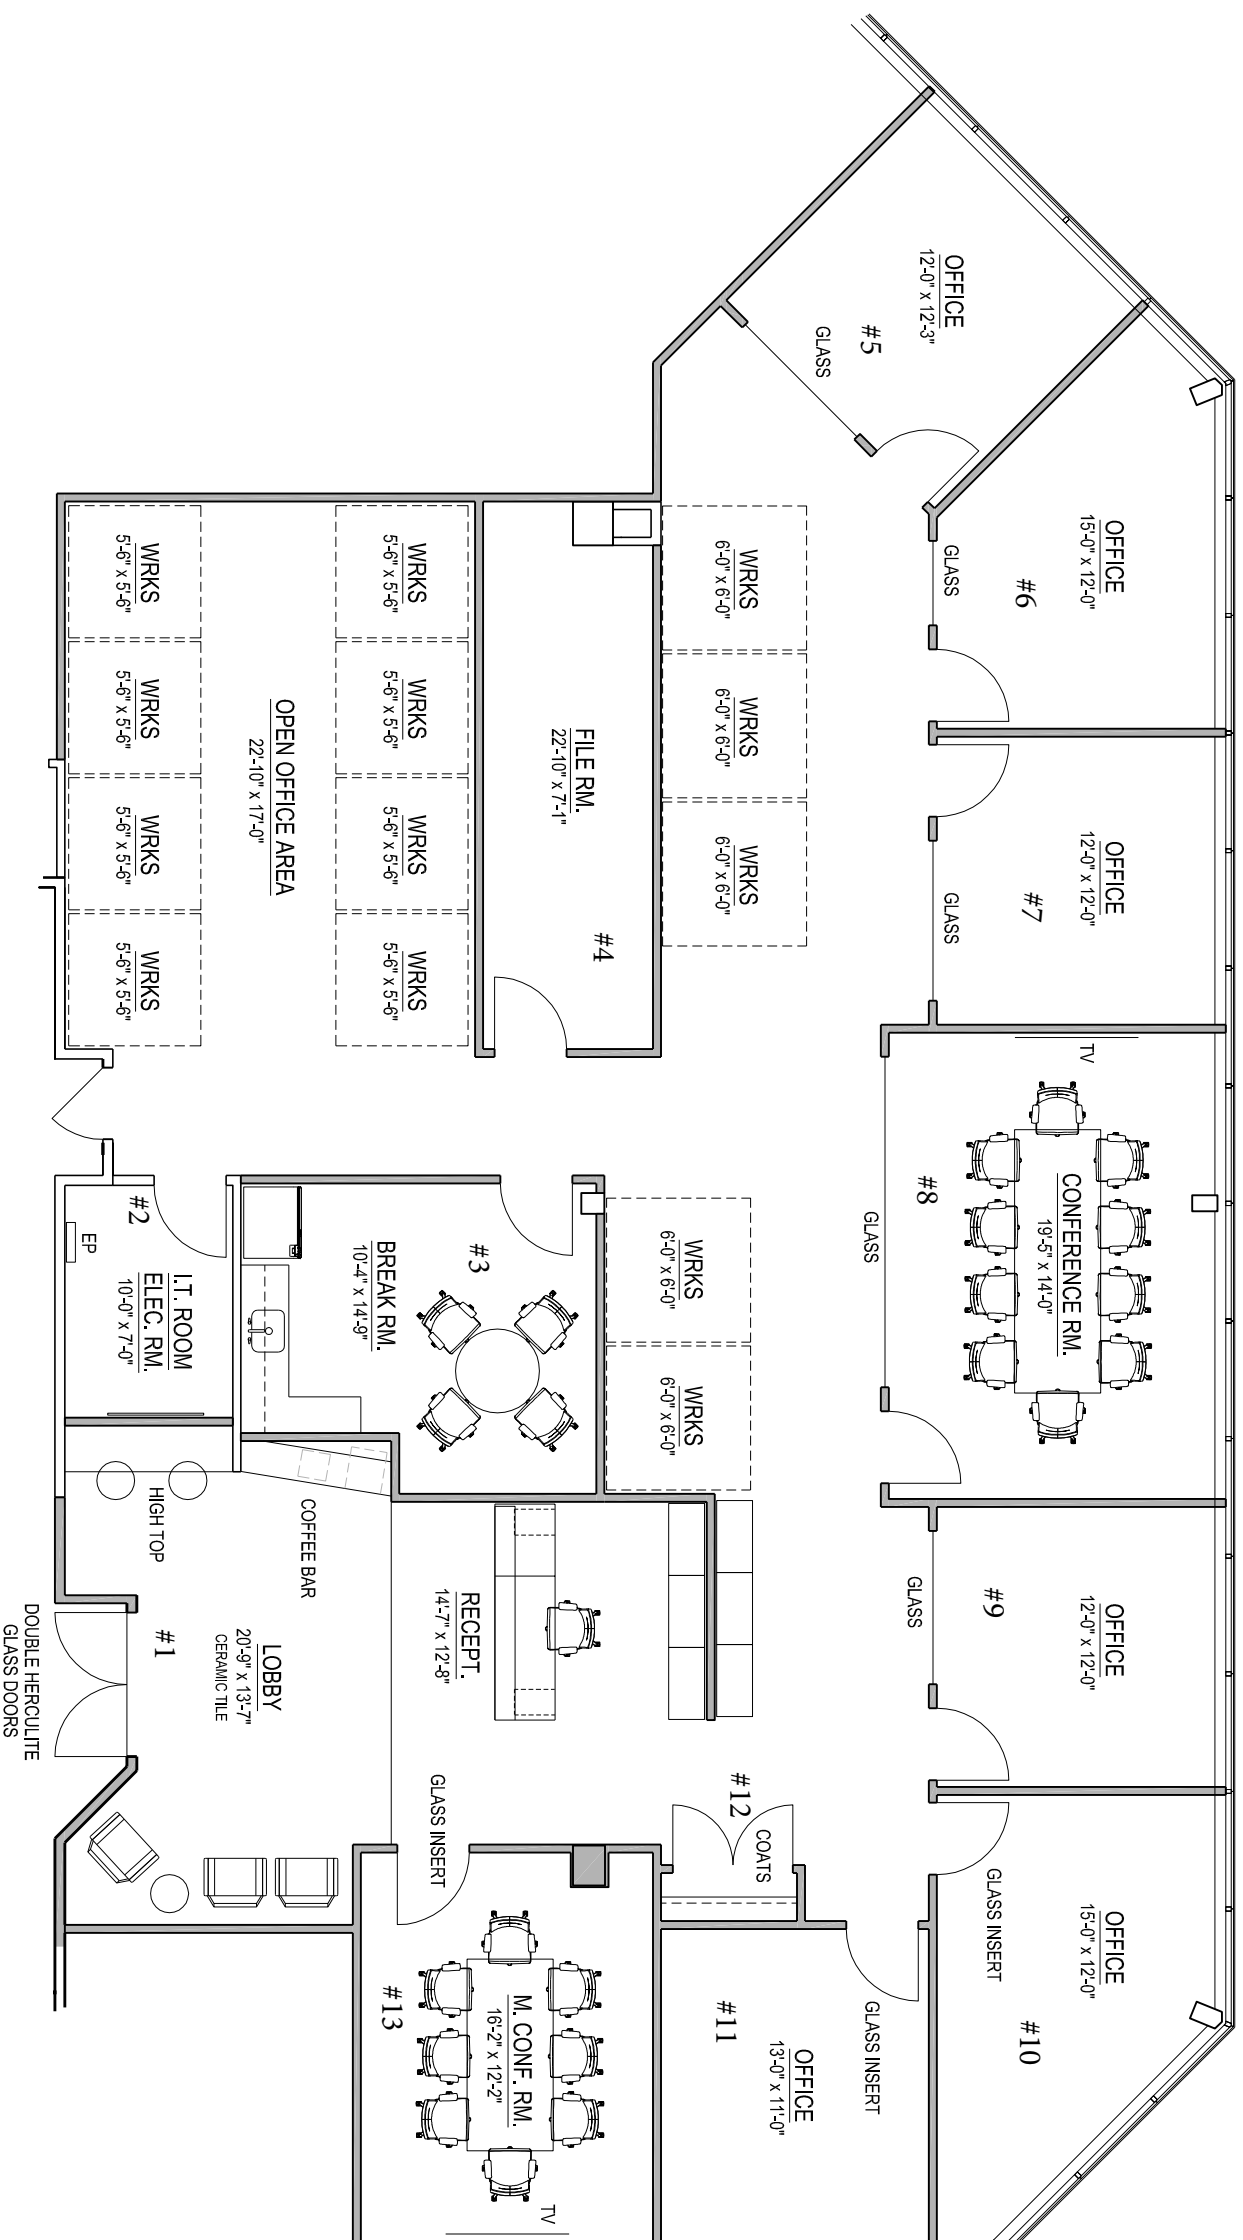 OFFICE
12'-0" x 12'-3"
#5
GLASS
OFFICE
15'-0" x 12'-0"
#6
GLASS
OFFICE
12'-0" x 12'-0"
#7
GLASS
TV
CONFERENCE RM.
19'-5" x 14'-0"
#8
GLASS
OFFICE
12'-0" x 12'-0"
#9
GLASS
OFFICE
15'-0" x 12'-0"
#10
GLASS INSERT
WRKS
6'-0" x 6'-0"
WRKS
6'-0" x 6'-0"
WRKS
6'-0" x 6'-0"
WRKS
6'-0" x 6'-0"
WRKS
6'-0" x 6'-0"
#12
COATS
GLASS INSERT
OFFICE
13'-0" x 11'-0"
#11
#4
FILE RM.
22'-10" x 7'-1"
WRKS
5'-6" x 5'-6"
WRKS
5'-6" x 5'-6"
WRKS
5'-6" x 5'-6"
WRKS
5'-6" x 5'-6"
OPEN OFFICE AREA
22'-10" x 17'-0"
WRKS
5'-6" x 5'-6"
WRKS
5'-6" x 5'-6"
WRKS
5'-6" x 5'-6"
WRKS
5'-6" x 5'-6"
#3
BREAK RM.
10'-4" x 14'-9"
#2
I.T. ROOM
ELEC. RM.
10'-0" x 7'-0"
EP
RECEPT.
14'-7" x 12'-8"
GLASS INSERT
COFFEE BAR
HIGH TOP
LOBBY
20'-9" x 13'-7"
CERAMIC TILE
#1
DOUBLE HERCULITE
GLASS DOORS
TV
M. CONF. RM.
16'-2" x 12'-2"
#13